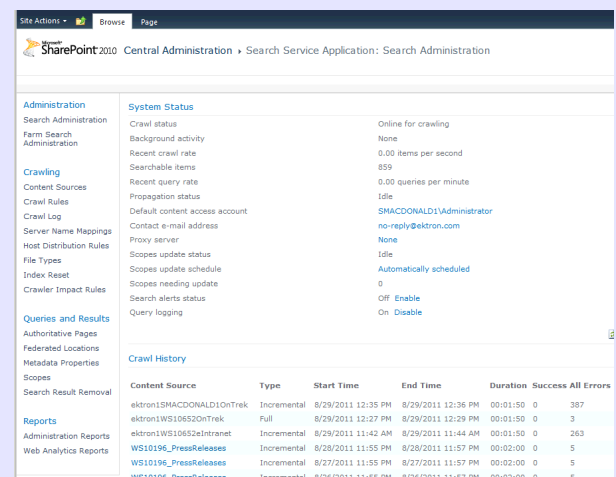 Site Actions Browse Page
Microsoft
SharePoint 2010 Central Administration Search Service Application: Search Administration
Administration
Search Administration
Farm Search
Administration
Crawling
Content Sources
Crawl Rules
Crawl Log
Server Name Mappings
Host Distribution Rules
File Types
Index Reset
Crawler Impact Rules
Queries and Results
Authoritative Pages
Federated Locations
Metadata Properties
Scopes
Search Result Removal
Reports
Administration Reports
Web Analytics Reports
System Status
Crawl status Online for crawling
Background activity None
Recent crawl rate 0.00 items per second
Searchable items 859
Recent query rate 0.00 queries per minute
Propagation status Idle
Default content access account SMACDONALD1\Administrator
Contact e-mail address no-reply@ektron.com
Proxy server None
Scopes update status Idle
Scopes update schedule Automatically scheduled
Scopes needing update 0
Search alerts status Off Enable
Query logging On Disable
Crawl History
Content Source Type Start Time End Time Duration Success All Errors
ektron1SMACDONALD1OnTrek Incremental 8/29/2011 12:35 PM 8/29/2011 12:36 PM 00:01:50 0 387
ektron1WS10652OnTrek Full 8/29/2011 12:27 PM 8/29/2011 12:29 PM 00:01:50 0 3
ektron1WS10652eIntranet Incremental 8/29/2011 11:42 AM 8/29/2011 11:44 AM 00:01:50 0 263
WS10196_PressReleases Incremental 8/28/2011 11:55 PM 8/28/2011 11:57 PM 00:02:00 0 5
WS10196_PressReleases Incremental 8/27/2011 11:55 PM 8/27/2011 11:57 PM 00:02:00 0 5